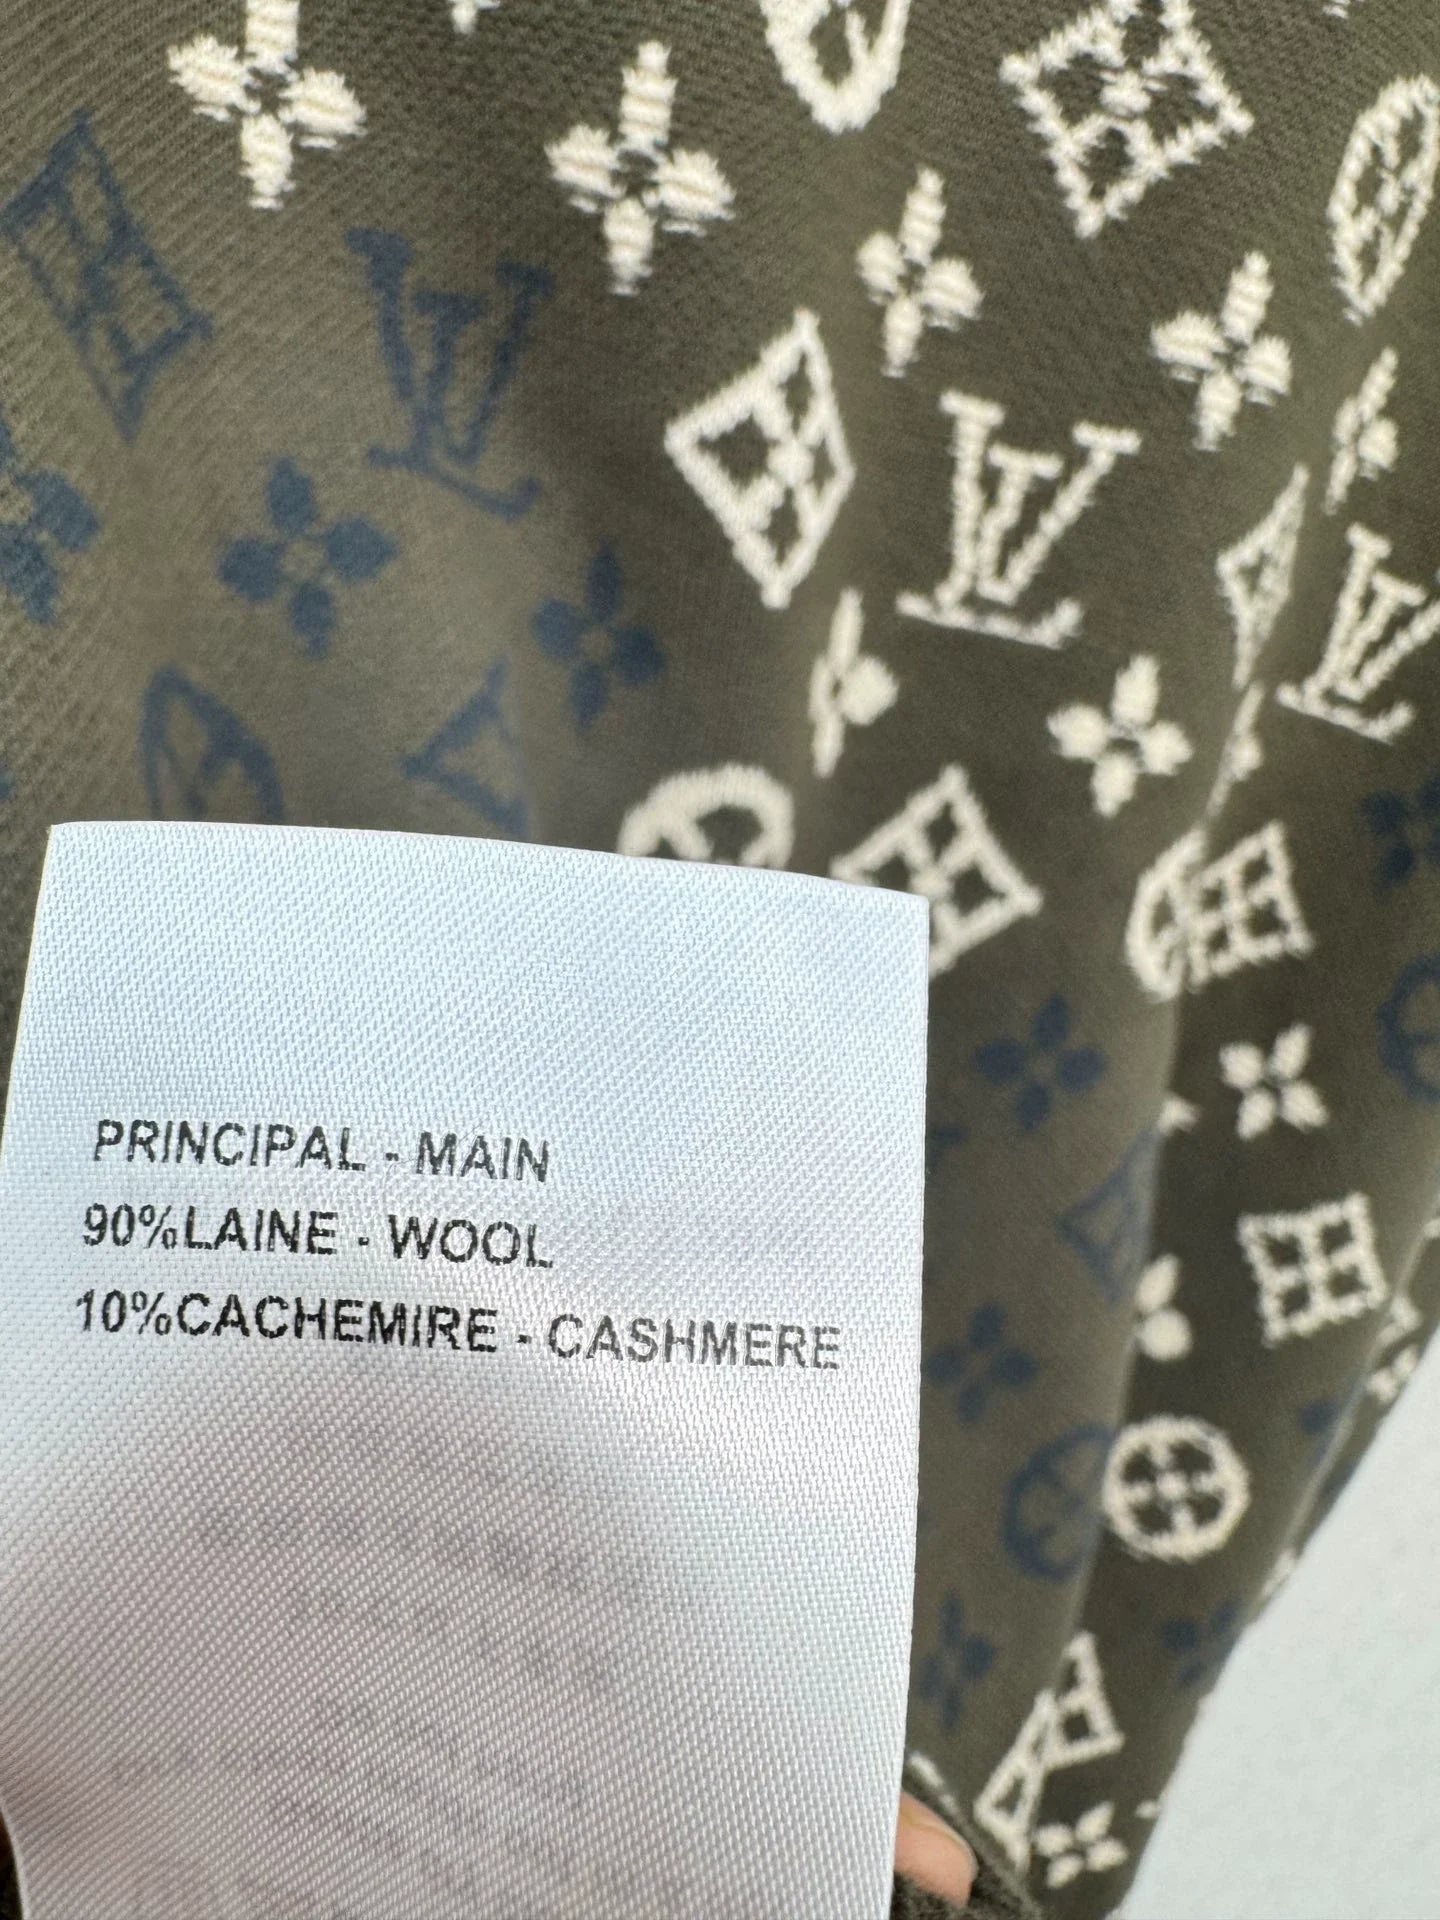 PRINCIPAL - MAIN
90%LAINE - WOOL
10%CACHEMIRE - CASHMERE